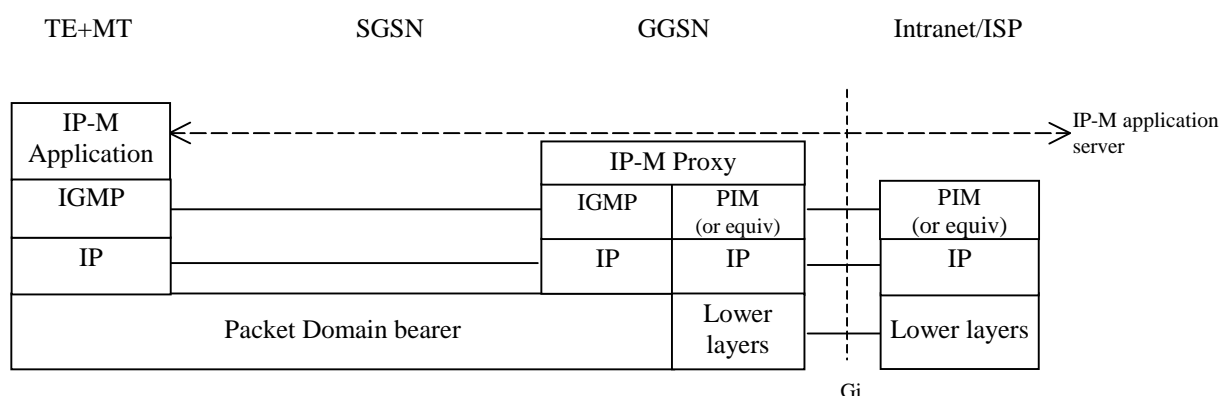 TE+MT SGSN GGSN Intranet/ISP
IP-M
Application
IP-M application
server
IP-M Proxy
IGMP IGMP PIM
(or equiv)
PIM
(or equiv)
IP IP IP IP
Packet Domain bearer
Lower
layers
Lower layers
Gi